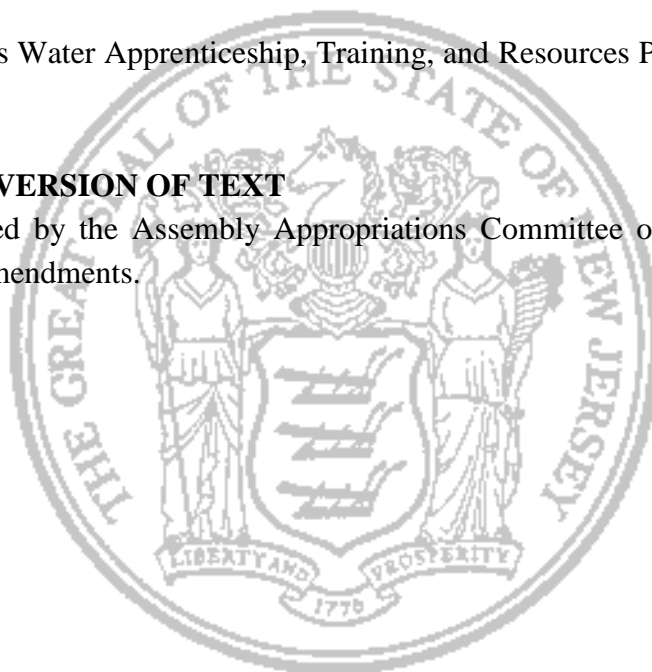 s Water Apprenticeship, Training, and Resources P
THE GREAT SEAL OF THE STATE OF NEW JERSEY
VERSION OF TEXT
ed by the Assembly Appropriations Committee o
mendments.
LIBERTY AND PROSPERITY
1776